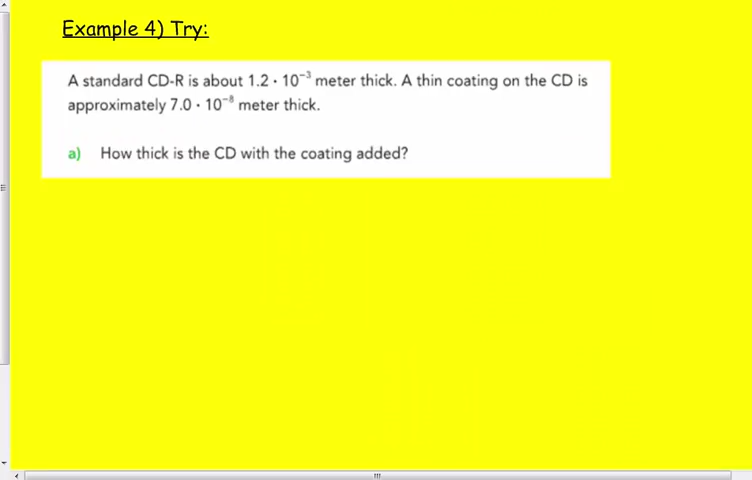 Example 4) Try:
A standard CD-R is about 1.2 · 10⁻³ meter thick. A thin coating on the CD is
approximately 7.0 · 10⁻⁸ meter thick.
a) How thick is the CD with the coating added?